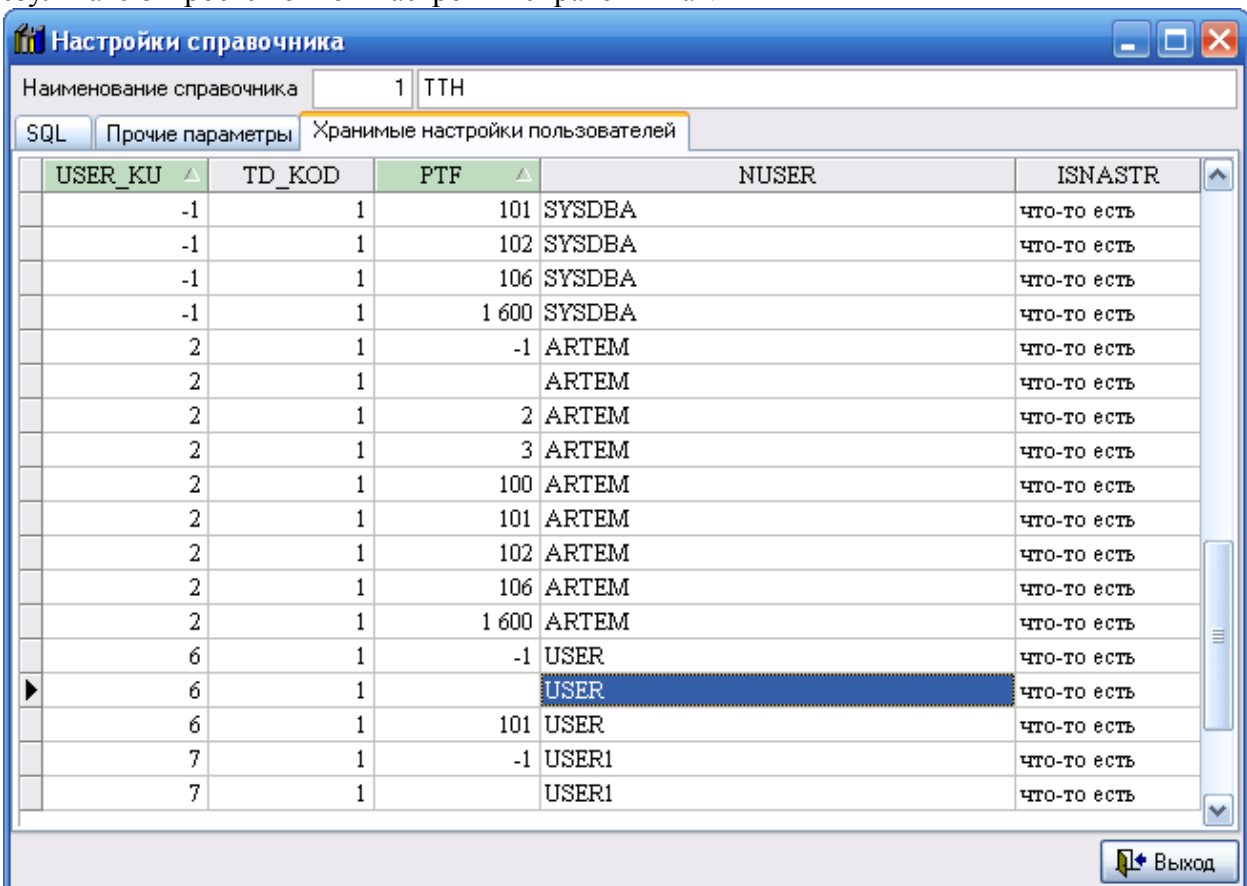 Настройки справочника
Наименование справочника 1 ТТН
SQL Прочие параметры Хранимые настройки пользователей
USER_KU TD_KOD PTF NUSER ISNASTR
-1 1 101 SYSDBA что-то есть
-1 1 102 SYSDBA что-то есть
-1 1 106 SYSDBA что-то есть
-1 1 1 600 SYSDBA что-то есть
2 1 -1 ARTEM что-то есть
2 1 ARTEM что-то есть
2 1 2 ARTEM что-то есть
2 1 3 ARTEM что-то есть
2 1 100 ARTEM что-то есть
2 1 101 ARTEM что-то есть
2 1 102 ARTEM что-то есть
2 1 106 ARTEM что-то есть
2 1 1 600 ARTEM что-то есть
6 1 -1 USER что-то есть
6 1 USER что-то есть
6 1 101 USER что-то есть
7 1 -1 USER1 что-то есть
7 1 USER1 что-то есть
Выход